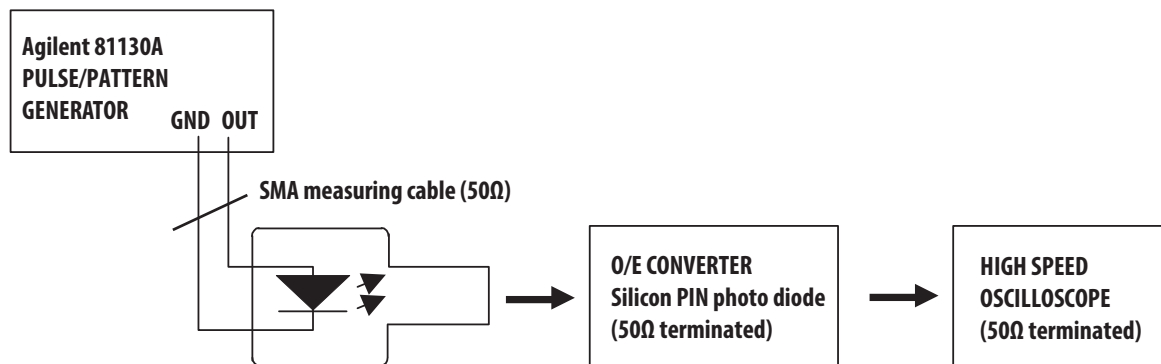 Agilent 81130A
PULSE/PATTERN
GENERATOR
GND OUT
SMA measuring cable (50Ω)
O/E CONVERTER
Silicon PIN photo diode
(50Ω terminated)
HIGH SPEED
OSCILLOSCOPE
(50Ω terminated)